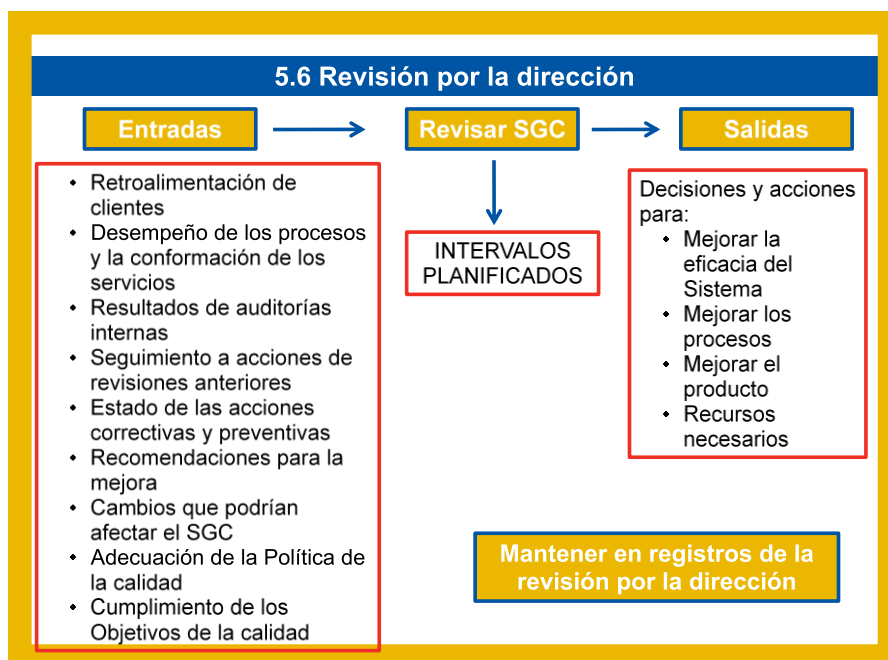 5.6 Revisión por la dirección
Entradas
Revisar SGC
Salidas
• Retroalimentación de
clientes
• Desempeño de los procesos
y la conformación de los
servicios
• Resultados de auditorías
internas
• Seguimiento a acciones de
revisiones anteriores
• Estado de las acciones
correctivas y preventivas
• Recomendaciones para la
mejora
• Cambios que podrían
afectar el SGC
• Adecuación de la Política de
la calidad
• Cumplimiento de los
Objetivos de la calidad
INTERVALOS
PLANIFICADOS
Decisiones y acciones
para:
• Mejorar la
eficacia del
Sistema
• Mejorar los
procesos
• Mejorar el
producto
• Recursos
necesarios
Mantener en registros de la
revisión por la dirección